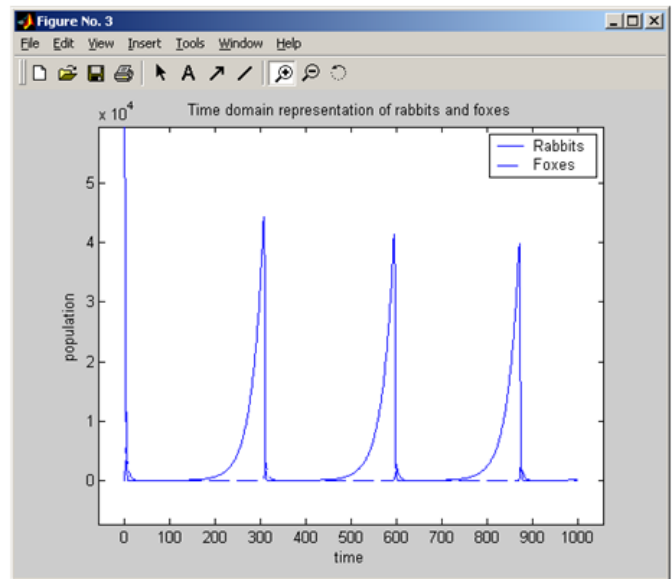 Figure No. 3
File Edit View Insert Tools Window Help
A
Time domain representation of rabbits and foxes
x 10^4
Rabbits
Foxes
5
4
3
2
1
0
population
0 100 200 300 400 500 600 700 800 900 1000
time